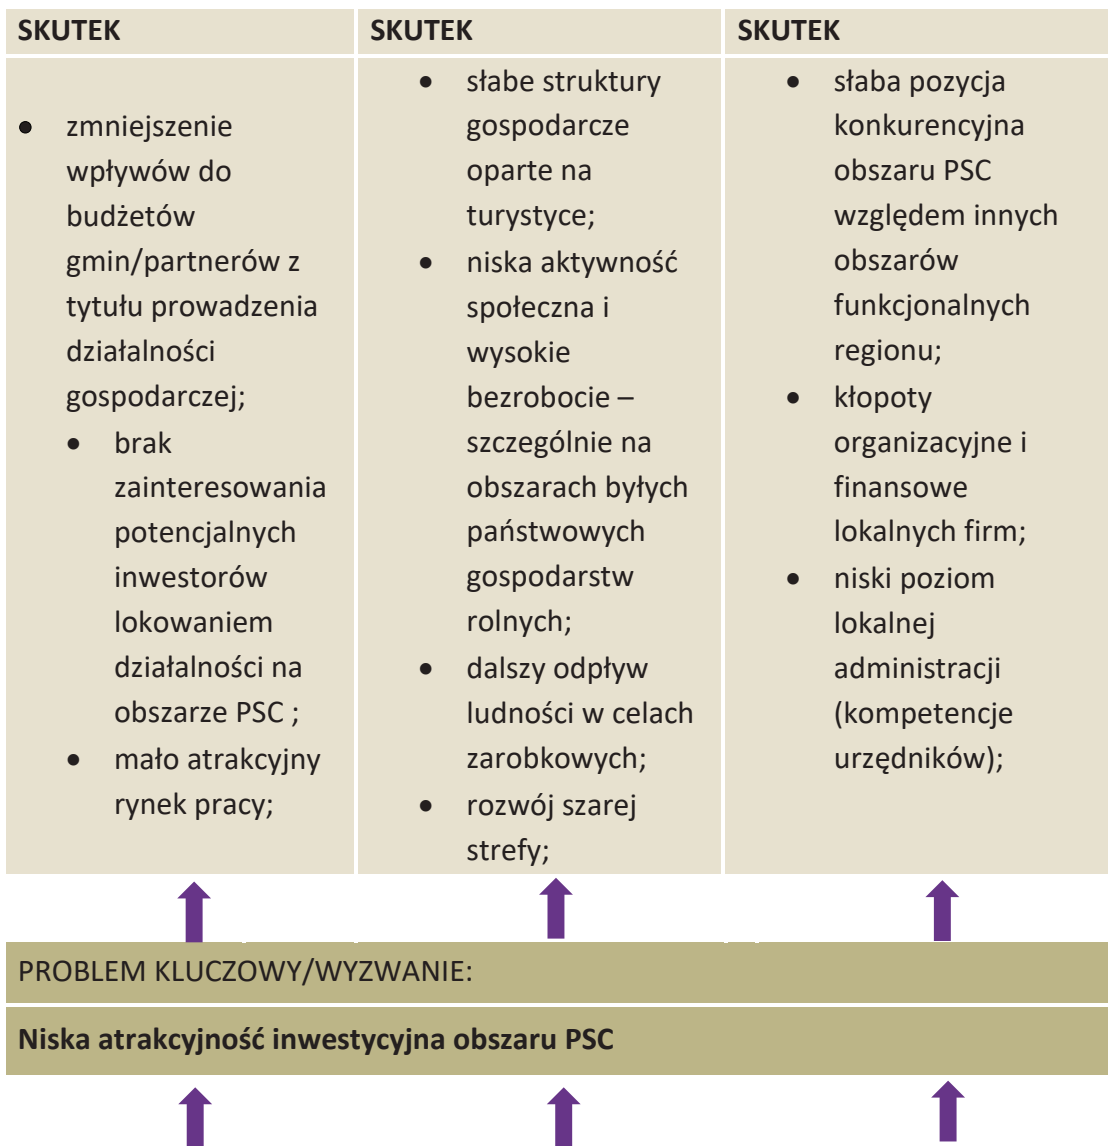 SKUTEK
zmniejszenie
wpływów do
budżetów
gmin/partnerów z
tytułu prowadzenia
działalności
gospodarczej;
brak
zainteresowania
potencjalnych
inwestorów
lokowaniem
działalności na
obszarze PSC ;
mało atrakcyjny
rynek pracy;
SKUTEK
słabe struktury
gospodarcze
oparte na
turystyce;
niska aktywność
społeczna i
wysokie
bezrobocie –
szczególnie na
obszarach byłych
państwowych
gospodarstw
rolnych;
dalszy odpływ
ludności w celach
zarobkowych;
rozwój szarej
strefy;
SKUTEK
słaba pozycja
konkurencyjna
obszaru PSC
względem innych
obszarów
funkcjonalnych
regionu;
kłopoty
organizacyjne i
finansowe
lokalnych firm;
niski poziom
lokalnej
administracji
(kompetencje
urzędników);
PROBLEM KLUCZOWY/WYZWANIE:
Niska atrakcyjność inwestycyjna obszaru PSC